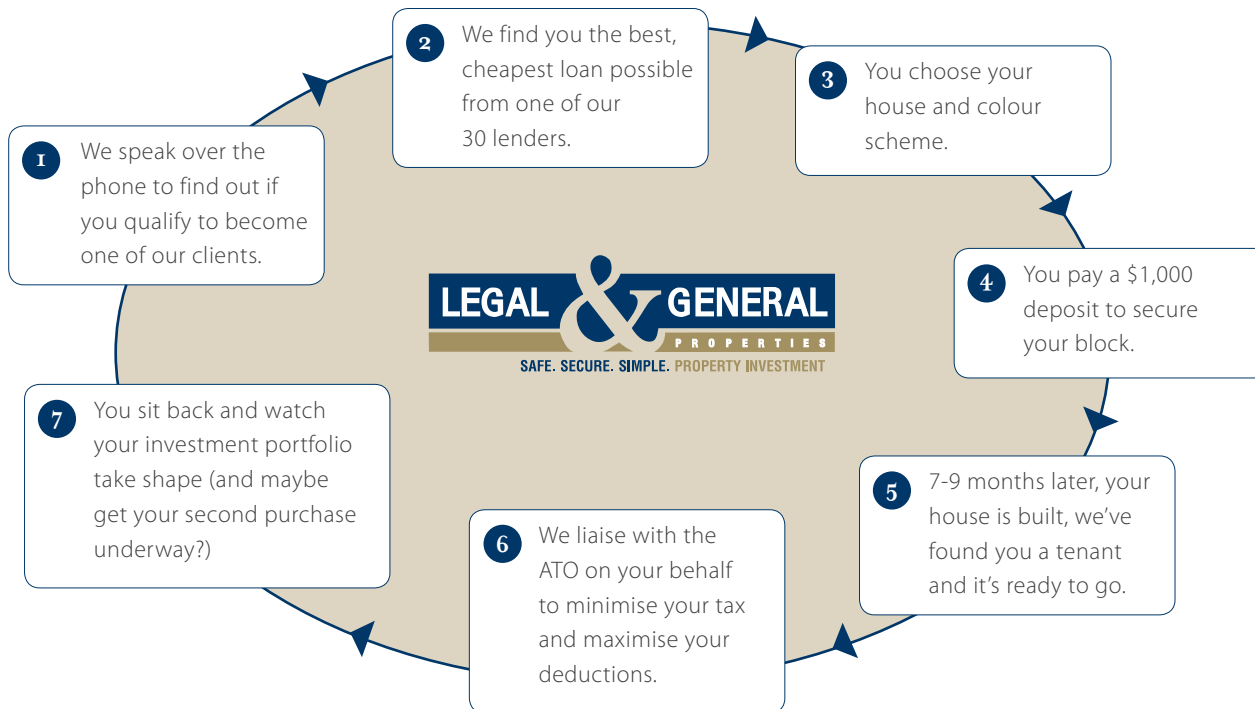 1
We speak over the
phone to find out if
you qualify to become
one of our clients.
2
We find you the best,
cheapest loan possible
from one of our
30 lenders.
3
You choose your
house and colour
scheme.
4
You pay a $1,000
deposit to secure
your block.
5
7-9 months later, your
house is built, we’ve
found you a tenant
and it’s ready to go.
6
We liaise with the
ATO on your behalf
to minimise your tax
and maximise your
deductions.
7
You sit back and watch
your investment portfolio
take shape (and maybe
get your second purchase
underway?)
LEGAL & GENERAL
PROPERTIES
SAFE. SECURE. SIMPLE. PROPERTY INVESTMENT